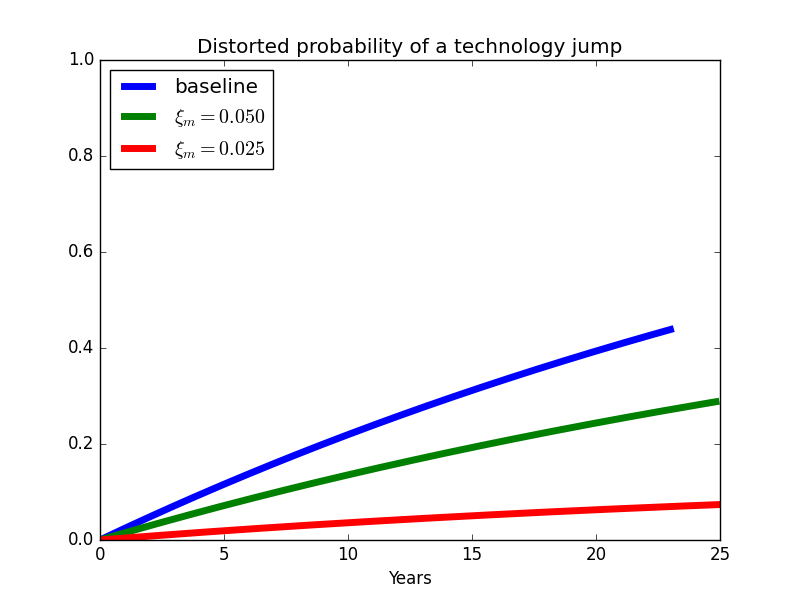 Distorted probability of a technology jump
1.0
baseline
ξₘ = 0.050
ξₘ = 0.025
0.8
0.6
0.4
0.2
0.0
0 5 10 15 20 25
Years